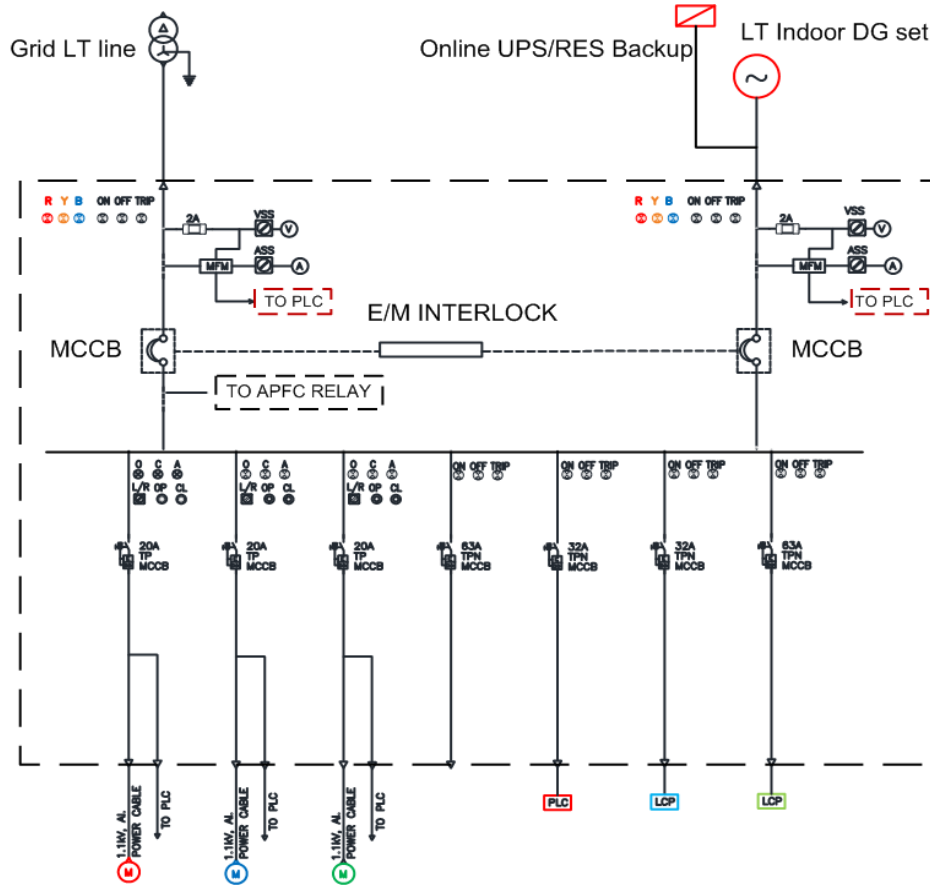 Grid LT line
Online UPS/RES Backup
LT Indoor DG set
R Y B ON OFF TRIP
2A
VSS
V
ASS
MFM
A
TO PLC
R Y B ON OFF TRIP
2A
VSS
V
ASS
MFM
A
TO PLC
E/M INTERLOCK
MCCB
MCCB
TO APFC RELAY
O C A
L/R OP CL
O C A
L/R OP CL
O C A
L/R OP CL
ON OFF TRIP
ON OFF TRIP
ON OFF TRIP
ON OFF TRIP
20A
TP
MCCB
20A
TP
MCCB
20A
TP
MCCB
63A
TPN
MCCB
32A
TPN
MCCB
32A
TPN
MCCB
63A
TPN
MCCB
1.1kV, AL
POWER CABLE
TO PLC
1.1kV, AL
POWER CABLE
TO PLC
1.1kV, AL
POWER CABLE
TO PLC
PLC
LCP
LCP
M
M
M